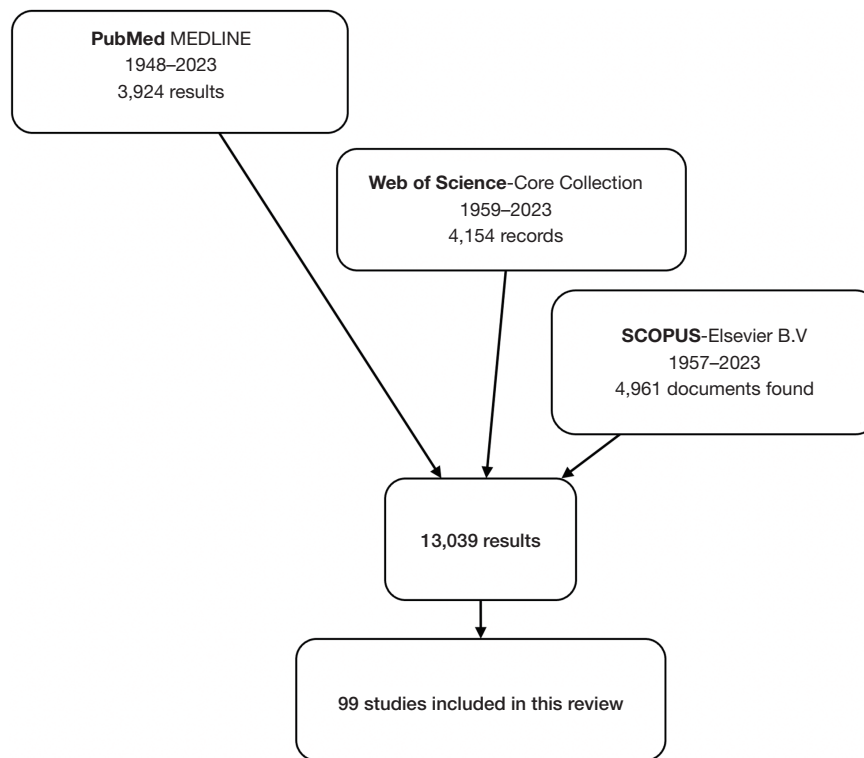 PubMed MEDLINE
1948–2023
3,924 results
Web of Science-Core Collection
1959–2023
4,154 records
SCOPUS-Elsevier B.V
1957–2023
4,961 documents found
13,039 results
99 studies included in this review